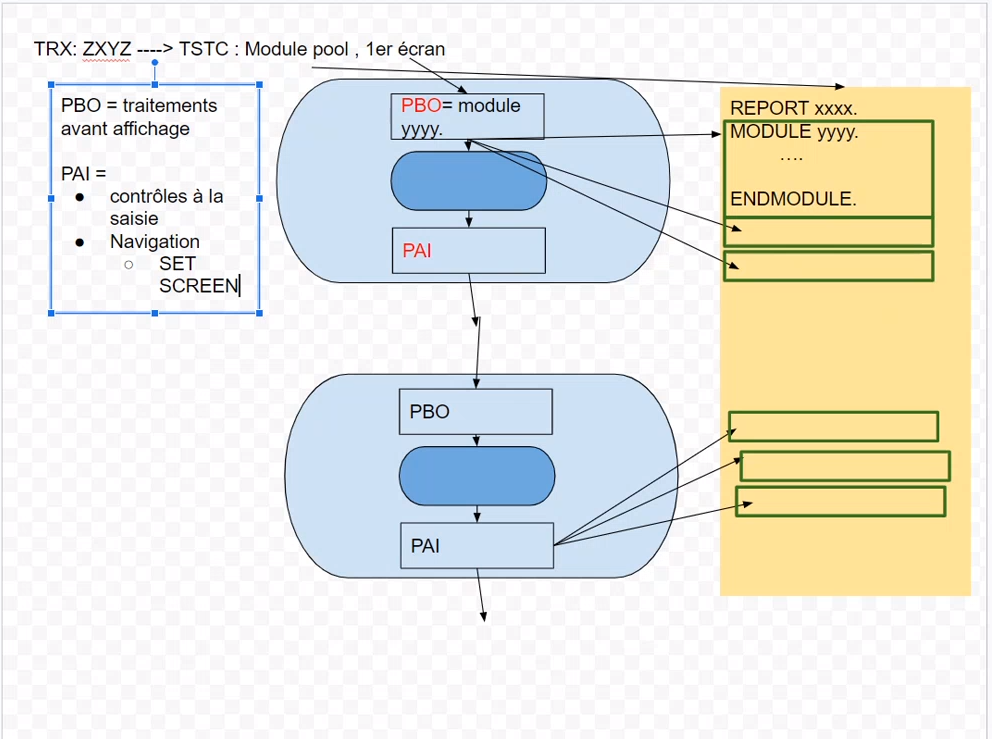 TRX: ZXYZ ----> TSTC : Module pool , 1er écran
PBO = traitements
avant affichage
PAI =
● contrôles à la
saisie
● Navigation
○ SET
SCREEN
PBO= module
yyyy.
PAI
PBO
PAI
REPORT xxxx.
MODULE yyyy.
....
ENDMODULE.